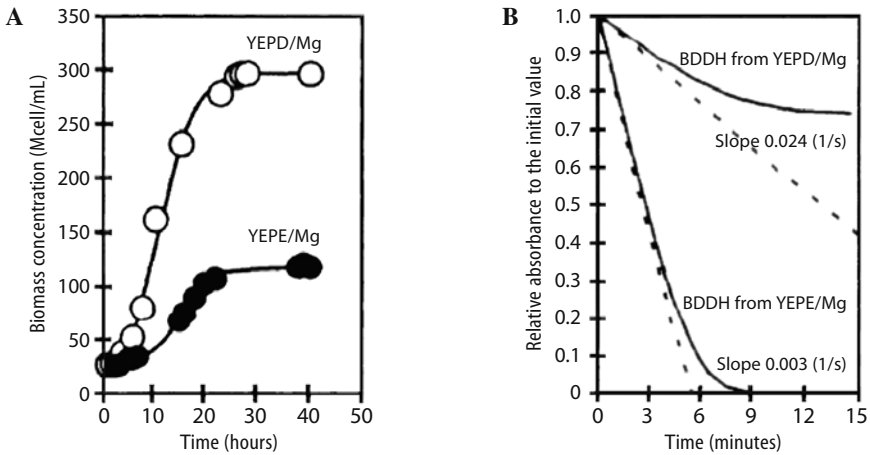 A
Biomass concentration (Mcell/mL)
350
300
250
200
150
100
50
0
YEPD/Mg
YEPE/Mg
0
10
20
30
40
50
Time (hours)
B
Relative absorbance to the initial value
1.0
0.9
0.8
0.7
0.6
0.5
0.4
0.3
0.2
0.1
0
BDDH from YEPD/Mg
Slope 0.024 (1/s)
BDDH from YEPE/Mg
Slope 0.003 (1/s)
0
3
6
9
12
15
Time (minutes)